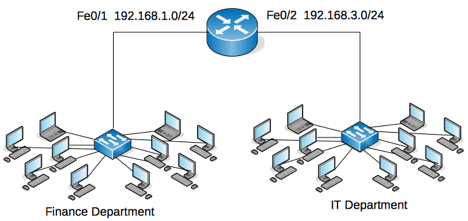 Fe0/1 192.168.1.0/24
Fe0/2 192.168.3.0/24
Finance Department
IT Department